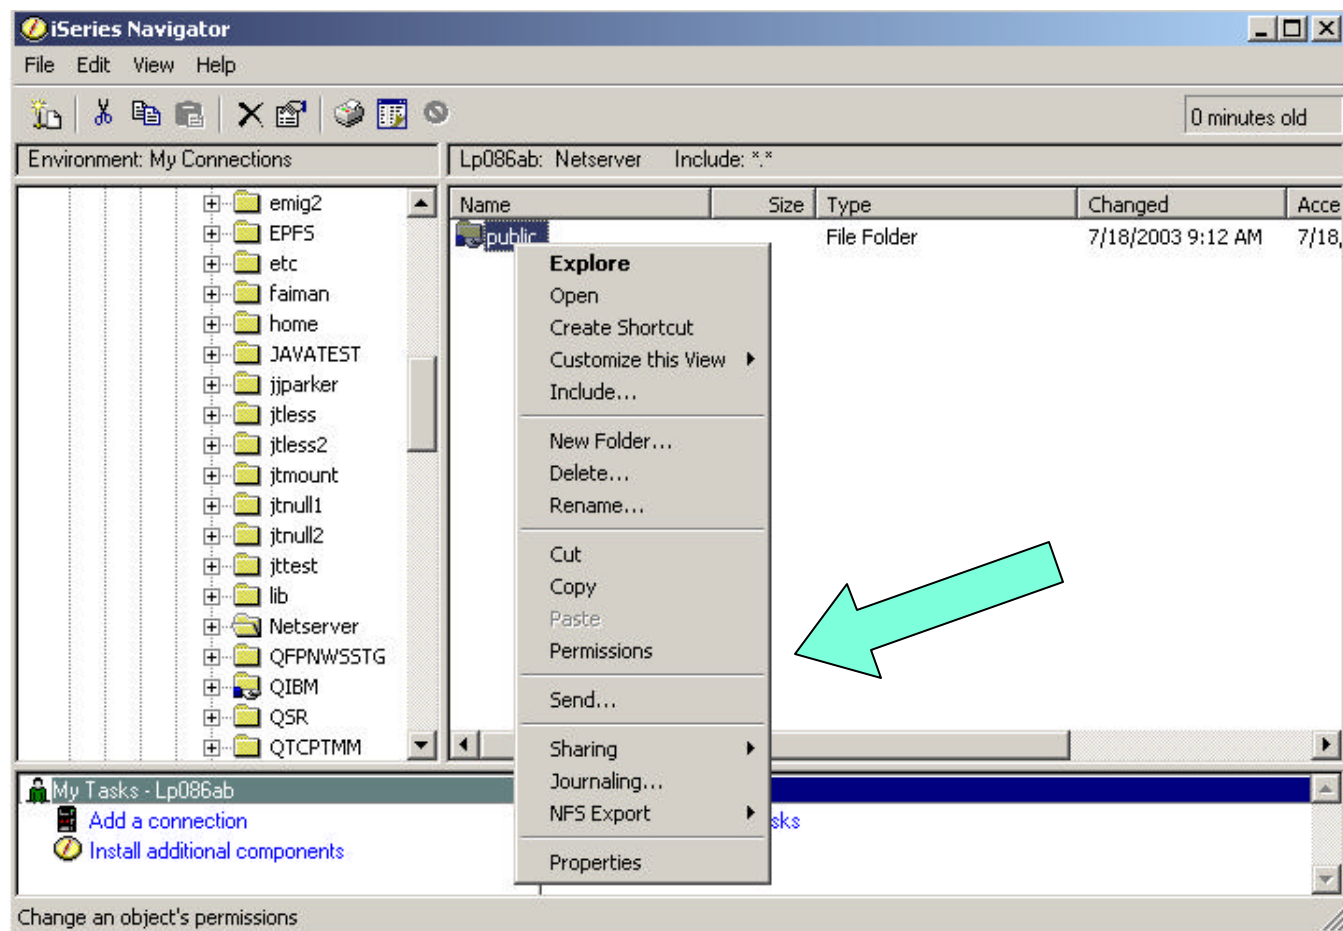 iSeries Navigator
File Edit View Help
0 minutes old
Environment: My Connections
Lp086ab: Netserver Include: *.*
emig2
EPFS
etc
faiman
home
JAVATEST
jjparker
jtless
jtless2
jtmount
jtnull1
jtnull2
jttest
lib
Netserver
QFPNWSSTG
QIBM
QSR
QTCPTMM
Name Size Type Changed Acce
public File Folder 7/18/2003 9:12 AM 7/18,
Explore
Open
Create Shortcut
Customize this View
Include...
New Folder...
Delete...
Rename...
Cut
Copy
Paste
Permissions
Send...
Sharing
Journaling...
NFS Export
Properties
My Tasks - Lp086ab
Add a connection
sks
Install additional components
Change an object's permissions